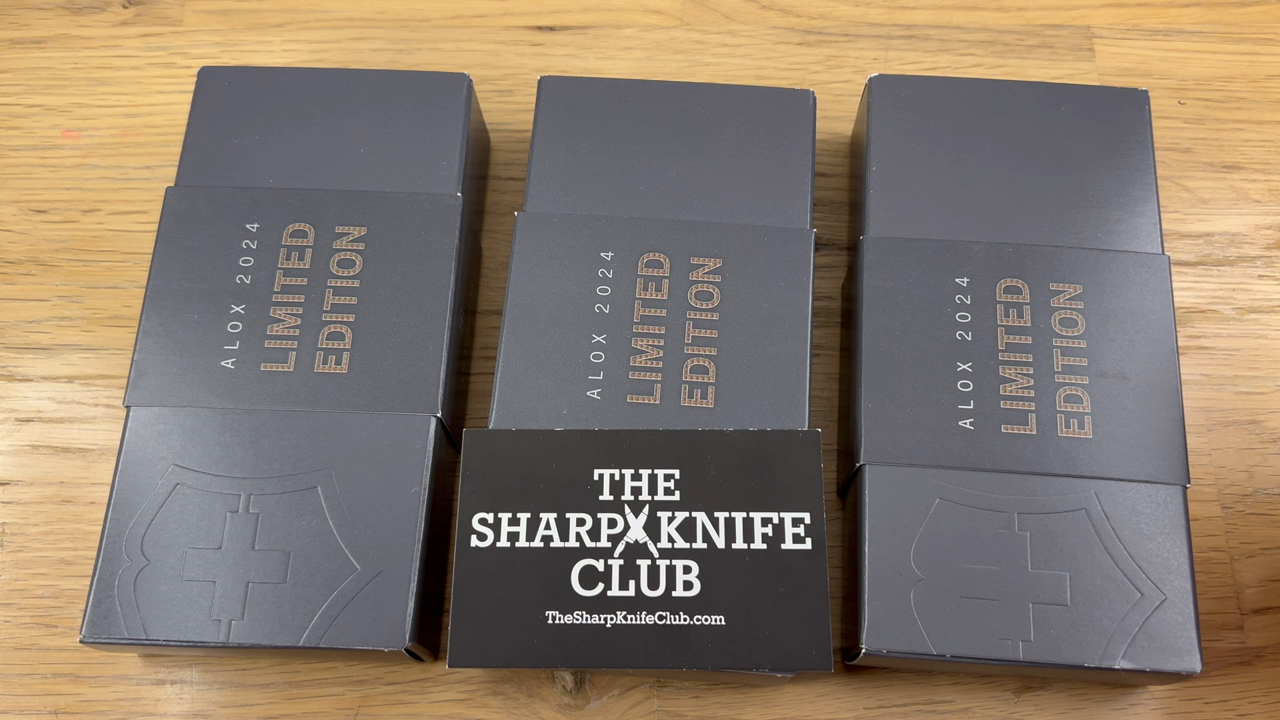 ALOX 2024
LIMITED
EDITION
ALOX 2024
LIMITED
EDITION
ALOX 2024
LIMITED
EDITION
THE
SHARP KNIFE
CLUB
TheSharpKnifeClub.com